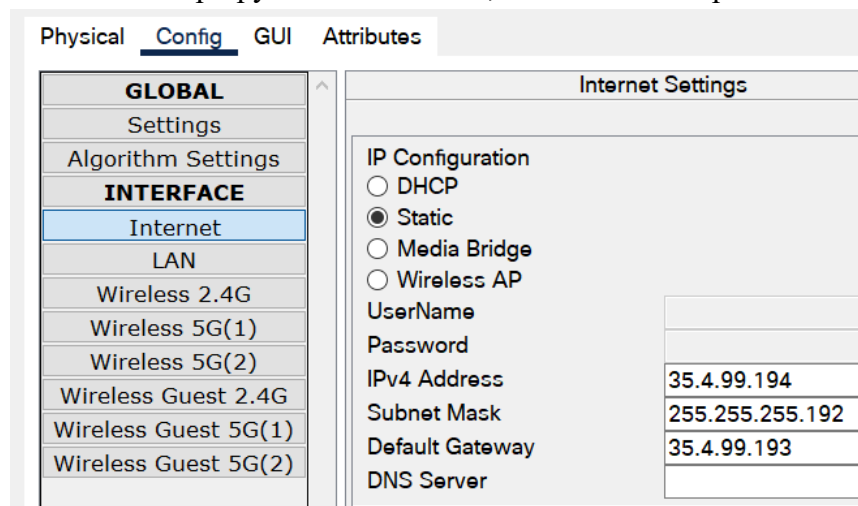 Physical Config GUI Attributes
GLOBAL
Settings
Algorithm Settings
INTERFACE
Internet
LAN
Wireless 2.4G
Wireless 5G(1)
Wireless 5G(2)
Wireless Guest 2.4G
Wireless Guest 5G(1)
Wireless Guest 5G(2)
Internet Settings
IP Configuration
DHCP
Static
Media Bridge
Wireless AP
UserName
Password
IPv4 Address 35.4.99.194
Subnet Mask 255.255.255.192
Default Gateway 35.4.99.193
DNS Server